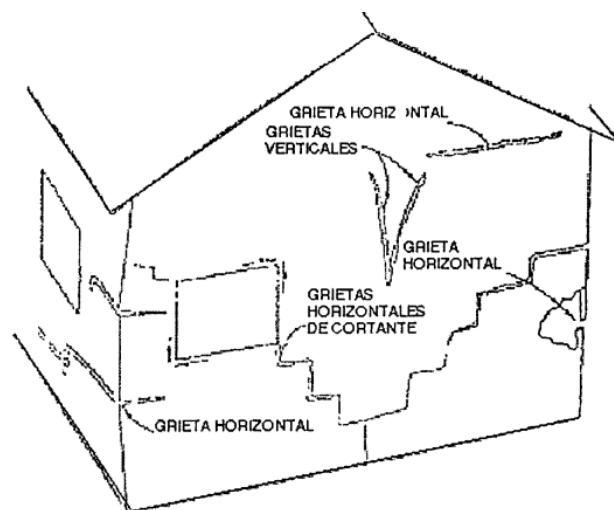 GRIETA HORIZ )NTAL
GRIETAS
VERTICALES
GRIETA
HORIZONTAL
GRIETAS
HORIZONTALES
DE CORTANTE
GRIETA HORIZONTAL